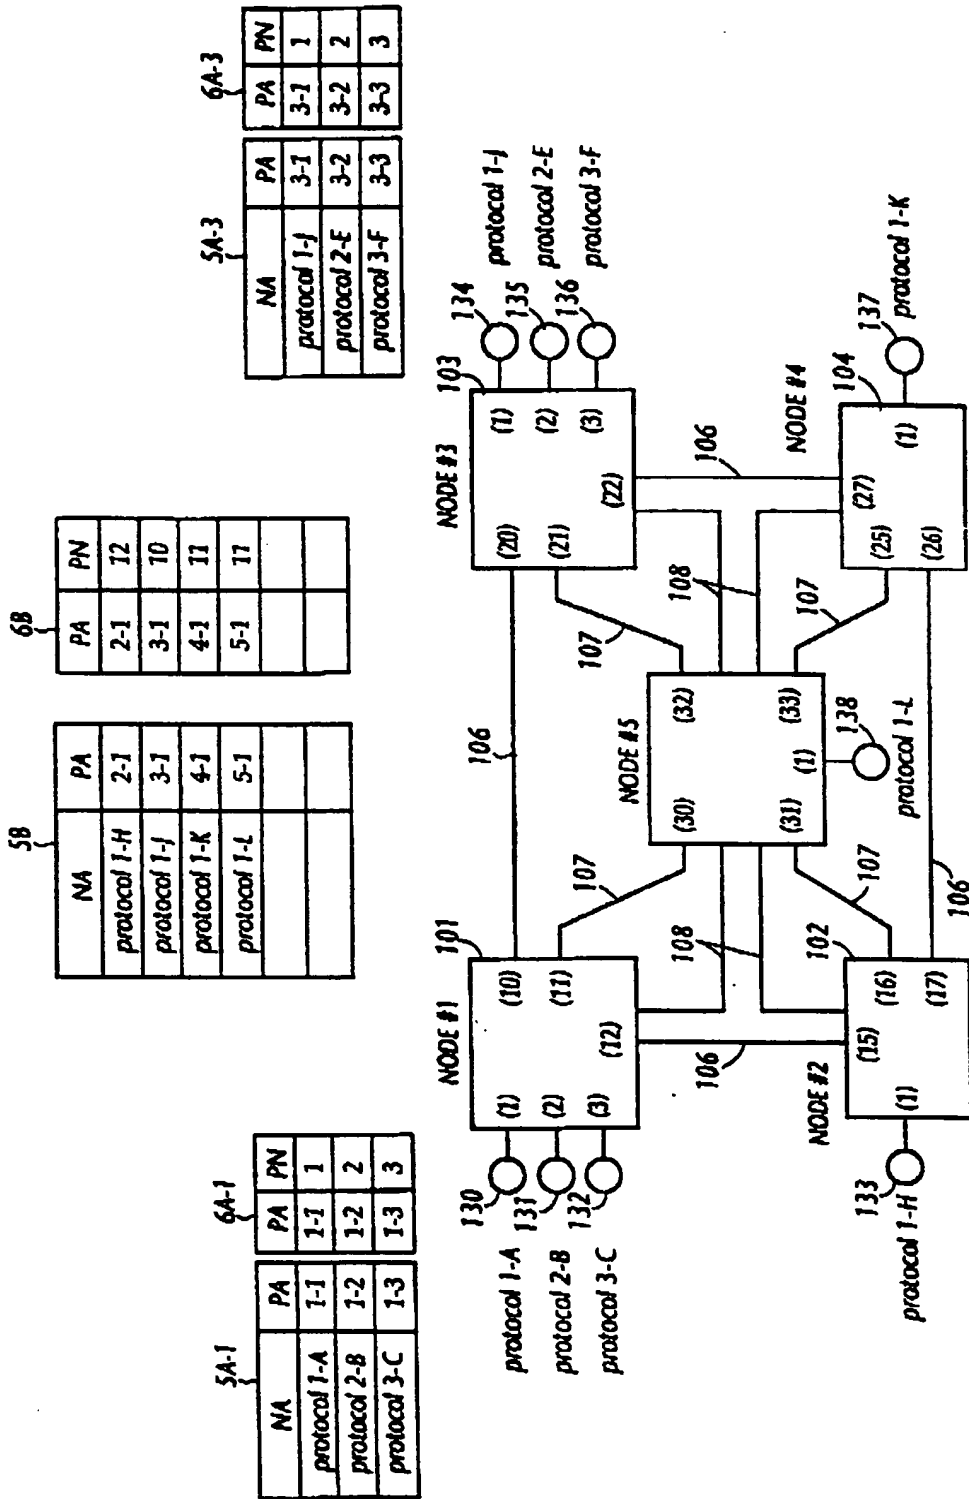 5A-1
NA PA
protocol 1-A 1-1
protocol 2-B 1-2
protocol 3-C 1-3
6A-1
PA PN
1-1 1
1-2 2
1-3 3
5B
NA PA
protocol 1-H 2-1
protocol 1-J 3-1
protocol 1-K 4-1
protocol 1-L 5-1
6B
PA PN
2-1 12
3-1 10
4-1 11
5-1 11
5A-3
NA PA
protocol 1-J 3-1
protocol 2-E 3-2
protocol 3-F 3-3
6A-3
PA PN
3-1 1
3-2 2
3-3 3
NODE #1
101
130
131
132
protocol 1-A
protocol 2-B
protocol 3-C
(1)
(2)
(3)
(10)
(11)
(12)
106
107
108
106
NODE #3
103
(20)
(21)
(22)
(1)
(2)
(3)
134
135
136
protocol 1-J
protocol 2-E
protocol 3-F
107
108
106
NODE #5
(30)
(31)
(32)
(33)
(1)
138
protocol 1-L
NODE #2
102
(15)
(16)
(17)
(1)
133
protocol 1-H
107
106
NODE #4
104
(25)
(26)
(27)
(1)
137
protocol 1-K
107